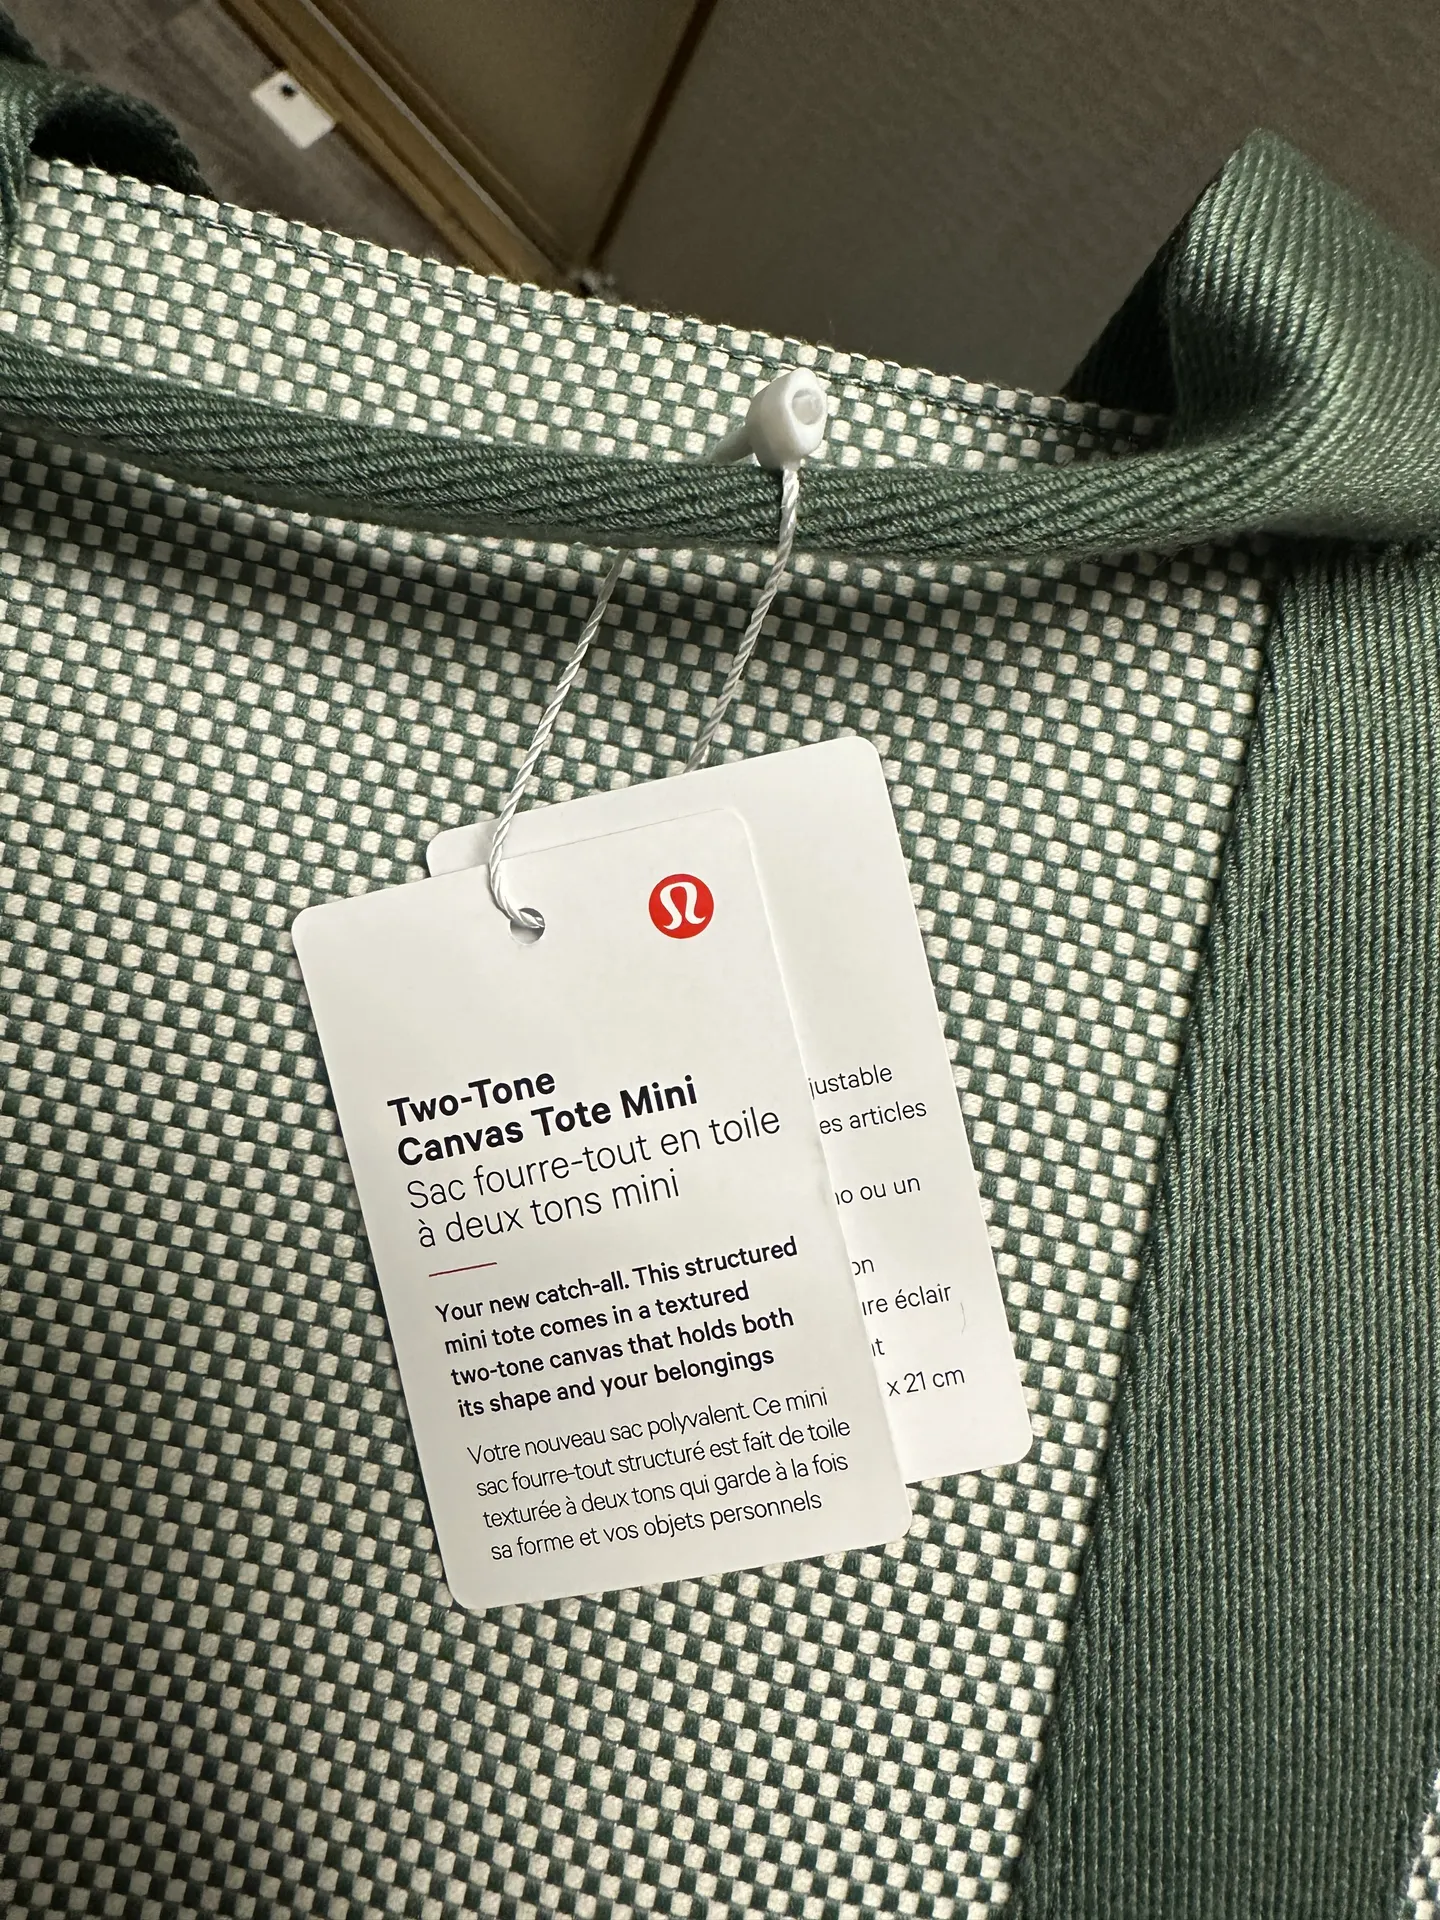 Two-Tone
Canvas Tote Mini
Sac fourre-tout en toile
à deux tons mini
Your new catch-all. This structured
mini tote comes in a textured
two-tone canvas that holds both
its shape and your belongings
Votre nouveau sac polyvalent. Ce mini
sac fourre-tout structuré est fait de toile
texturée à deux tons qui garde à la fois
sa forme et vos objets personnels
justable
es articles
ou un
on
ire éclair
it
x 21 cm